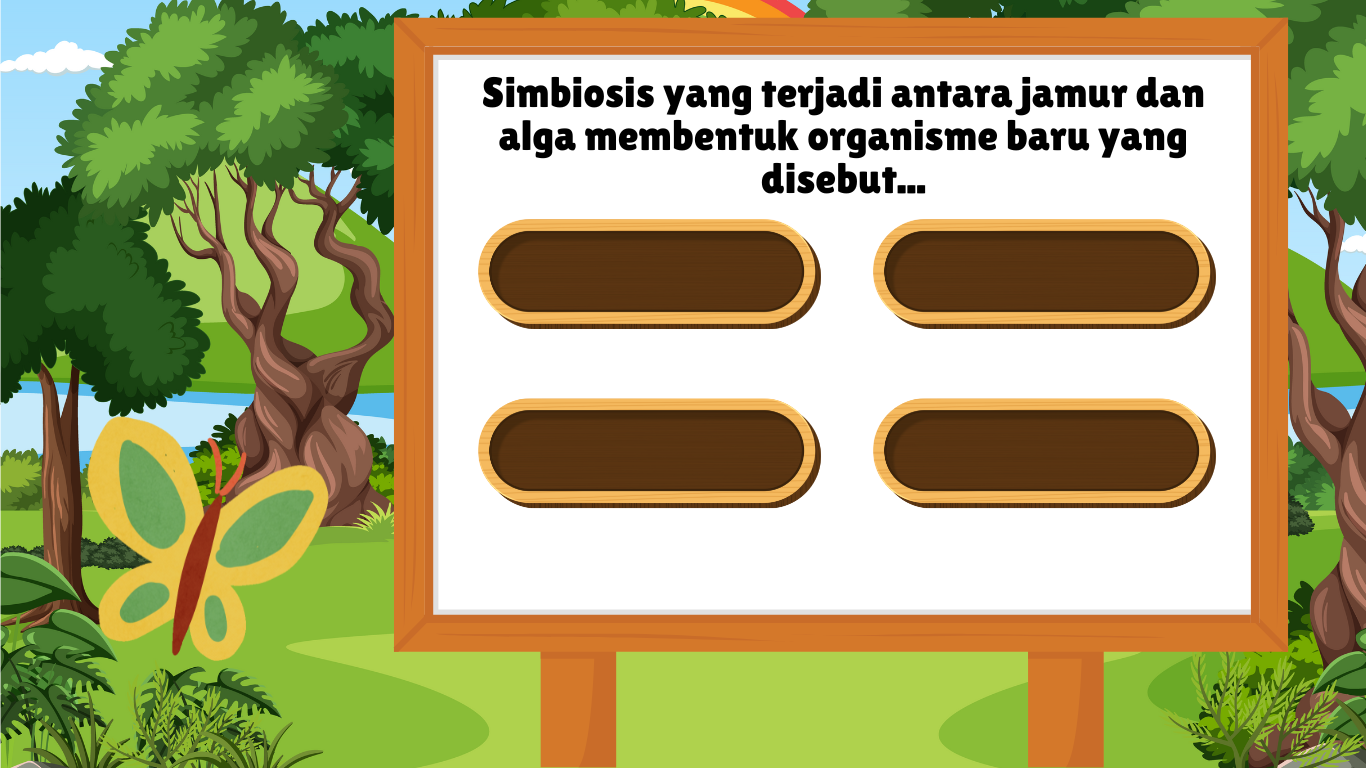 Simbiosis yang terjadi antara jamur dan
alga membentuk organisme baru yang
disebut...